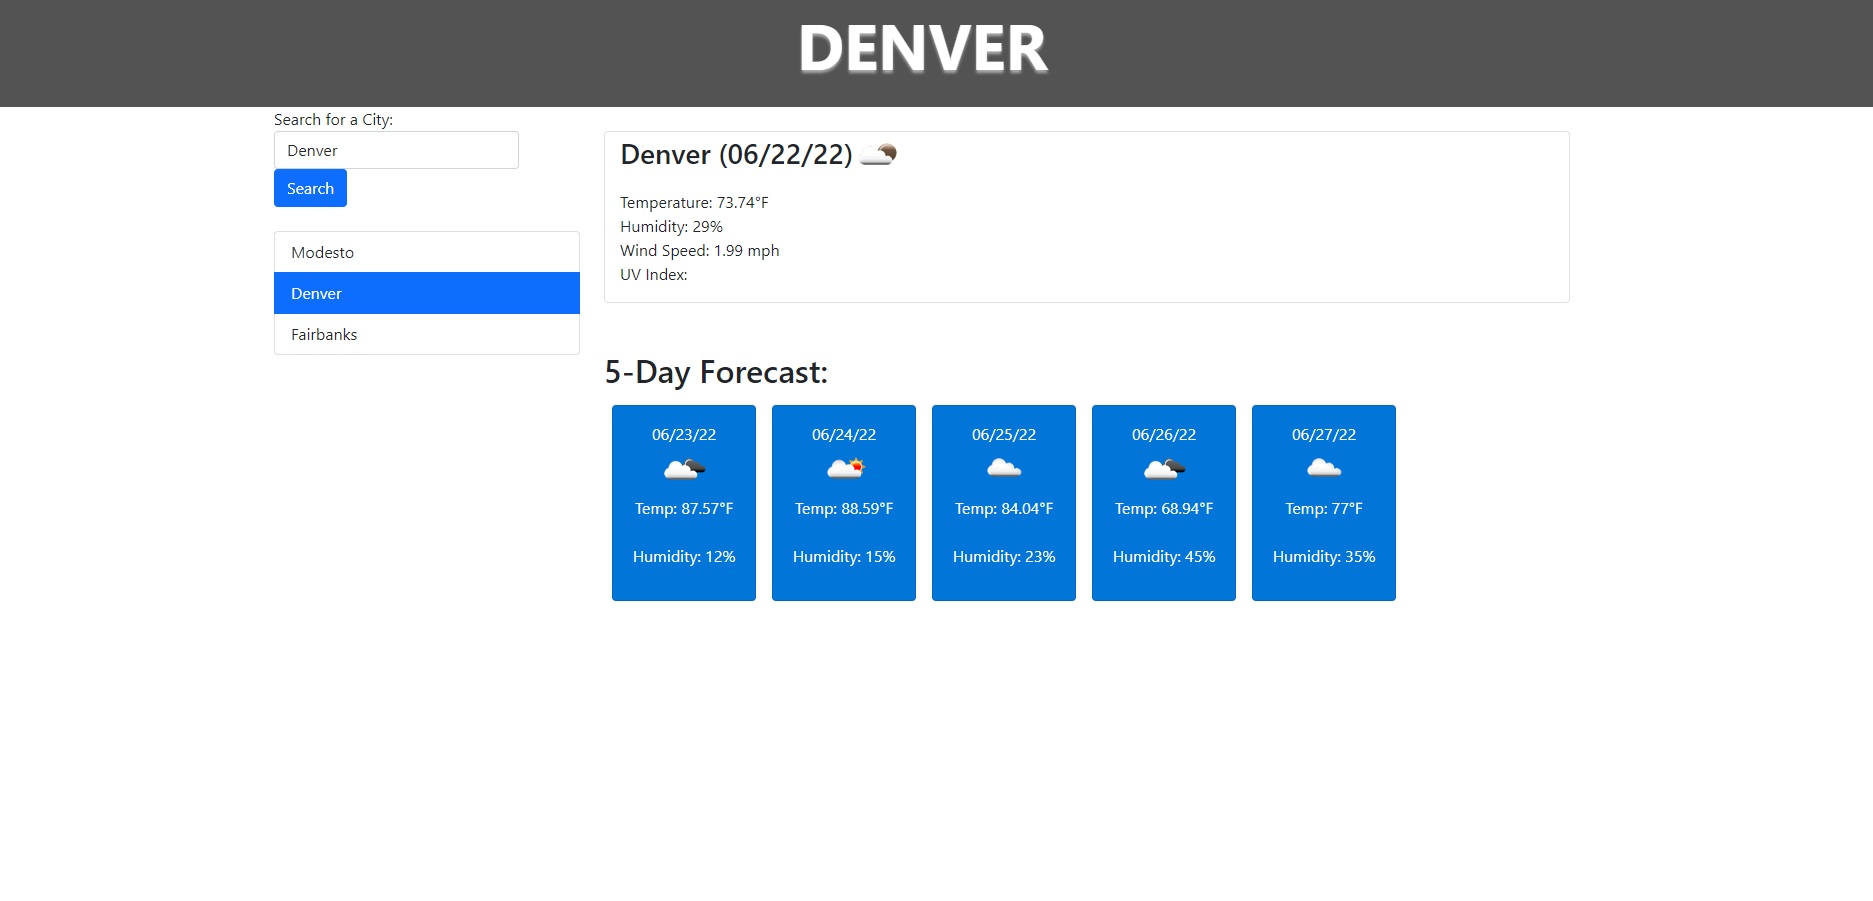 DENVER
Search for a City:
Denver
Search
Modesto
Denver
Fairbanks
Denver (06/22/22)
Temperature: 73.74°F
Humidity: 29%
Wind Speed: 1.99 mph
UV Index:
5-Day Forecast:
06/23/22
Temp: 87.57°F
Humidity: 12%
06/24/22
Temp: 88.59°F
Humidity: 15%
06/25/22
Temp: 84.04°F
Humidity: 23%
06/26/22
Temp: 68.94°F
Humidity: 45%
06/27/22
Temp: 77°F
Humidity: 35%